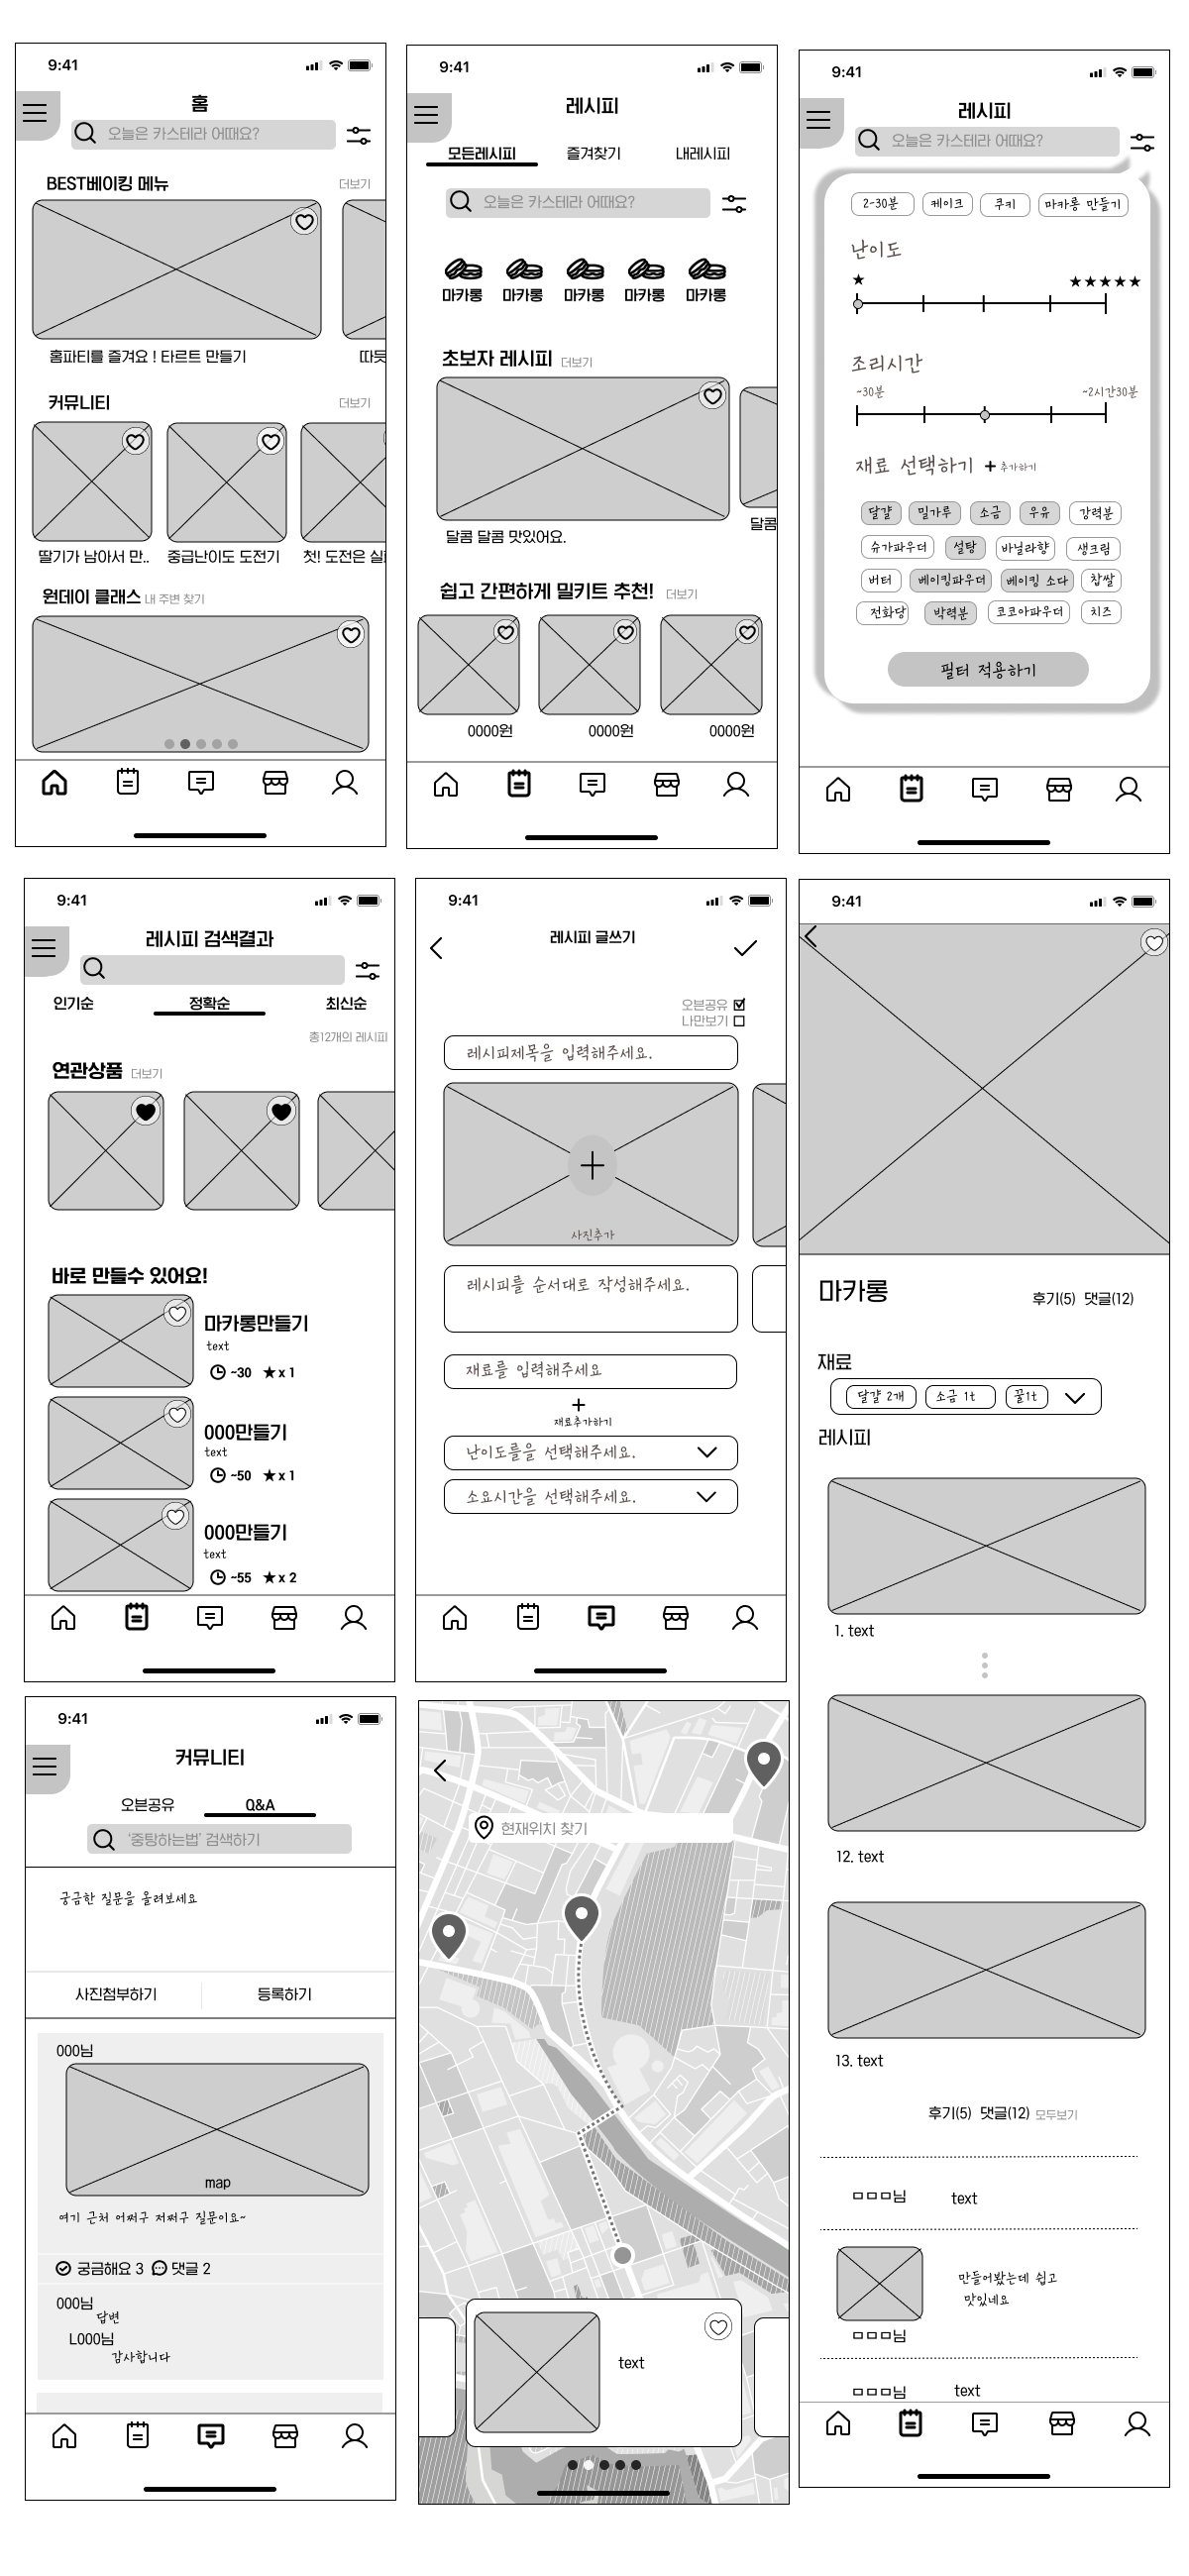 9:41
홈
오늘은 카스테라 어때요?
BEST베이킹 메뉴 더보기
홈파티를 즐겨요 ! 타르트 만들기 따듯
커뮤니티 더보기
딸기가 남아서 만.. 중급난이도 도전기 첫! 도전은 실
원데이 클래스 내 주변 찾기
9:41
레시피
모든레시피 즐겨찾기 내레시피
오늘은 카스테라 어때요?
마카롱 마카롱 마카롱 마카롱 마카롱
초보자 레시피 더보기
달콤 달콤 맛있어요. 달콤
쉽고 간편하게 밀키트 추천! 더보기
0000원 0000원 0000원
9:41
레시피
오늘은 카스테라 어때요?
2-30분 케이크 쿠키 마카롱 만들기
난이도
★ ★★★★★
조리시간
~30분 ~2시간30분
재료 선택하기 + 추가하기
달걀 밀가루 소금 우유 강력분
슈가파우더 설탕 바닐라향 생크림
버터 베이킹파우더 베이킹 소다 찹쌀
전화당 박력분 코코아파우더 치즈
필터 적용하기
9:41
레시피 검색결과
인기순 정확순 최신순
총12개의 레시피
연관상품 더보기
바로 만들수 있어요!
마카롱만들기
text
~30 ★x 1
000만들기
text
~50 ★x 1
000만들기
text
~55 ★x 2
9:41
레시피 글쓰기
오븐공유
나만보기
레시피제목을 입력해주세요.
사진추가
레시피를 순서대로 작성해주세요.
재료를 입력해주세요
+
재료추가하기
난이도를을 선택해주세요.
소요시간을 선택해주세요.
9:41
마카롱 후기(5) 댓글(12)
재료
달걀 2개 소금 1t 꿀1t
레시피
1. text
12. text
13. text
후기(5) 댓글(12) 모두보기
ㅁㅁㅁ님 text
만들어봤는데 쉽고
맛있네요
ㅁㅁㅁ님
ㅁㅁㅁ님 text
9:41
커뮤니티
오븐공유 Q&A
'중탕하는법' 검색하기
궁금한 질문을 올려보세요
사진첨부하기 등록하기
000님
map
여기 근처 어쩌구 저쩌구 질문이요~
궁금해요 3 댓글 2
000님
답변
L000님
감사합니다
현재위치 찾기
text